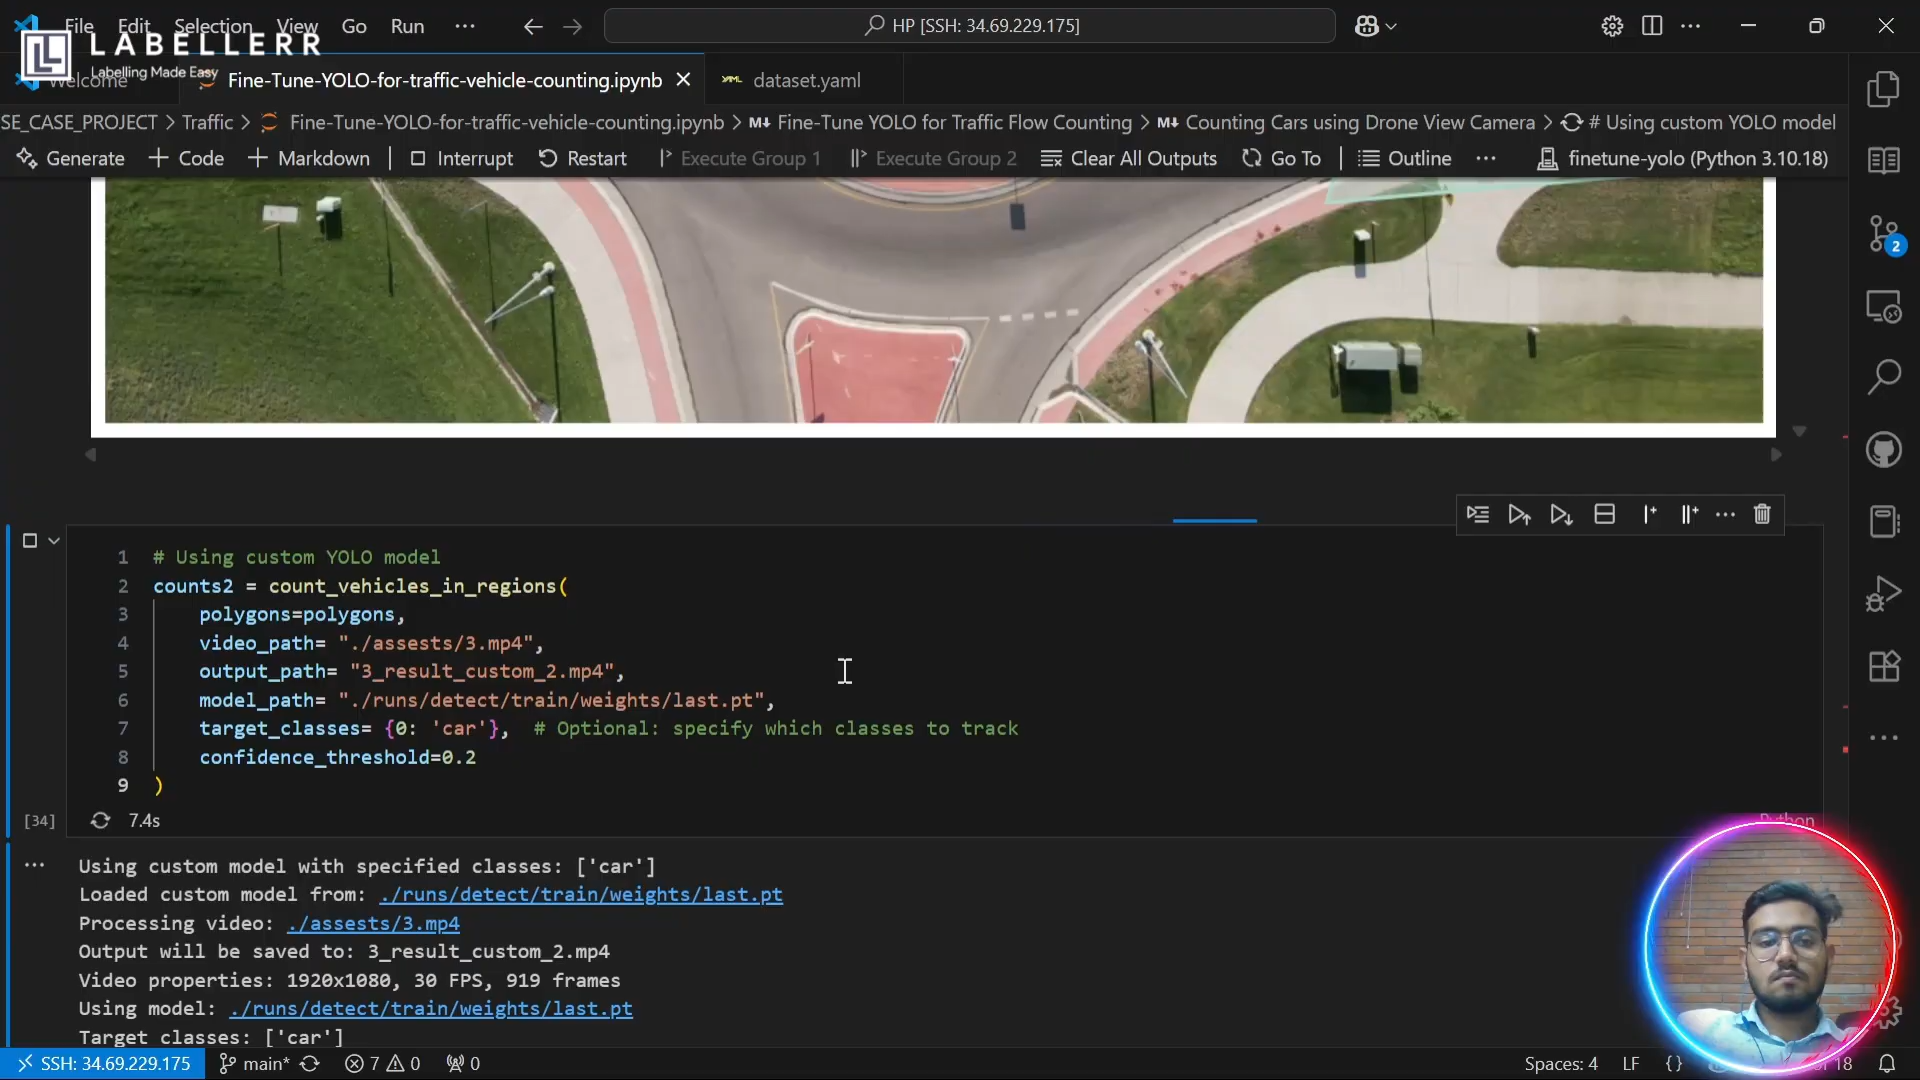 File Edit Selection View Go Run ··· HP [SSH: 34.69.229.175]
LABELLERR
Labelling Made Easy
Welcome Fine-Tune-YOLO-for-traffic-vehicle-counting.ipynb dataset.yaml
SE_CASE_PROJECT > Traffic > Fine-Tune-YOLO-for-traffic-vehicle-counting.ipynb > M↓ Fine-Tune YOLO for Traffic Flow Counting > M↓ Counting Cars using Drone View Camera > # Using custom YOLO model
Generate + Code + Markdown Interrupt Restart Execute Group 1 Execute Group 2 Clear All Outputs Go To Outline ··· finetune-yolo (Python 3.10.18)
2
1 # Using custom YOLO model
2 counts2 = count_vehicles_in_regions(
3 polygons=polygons,
4 video_path= "./assests/3.mp4",
5 output_path= "3_result_custom_2.mp4",
6 model_path= "./runs/detect/train/weights/last.pt",
7 target_classes= {0: 'car'}, # Optional: specify which classes to track
8 confidence_threshold=0.2
9 )
[34] 7.4s
Python
Using custom model with specified classes: ['car']
Loaded custom model from: ./runs/detect/train/weights/last.pt
Processing video: ./assests/3.mp4
Output will be saved to: 3_result_custom_2.mp4
Video properties: 1920x1080, 30 FPS, 919 frames
Using model: ./runs/detect/train/weights/last.pt
Target classes: ['car']
SSH: 34.69.229.175 main* 7 0 0 Spaces: 4 LF {} 18